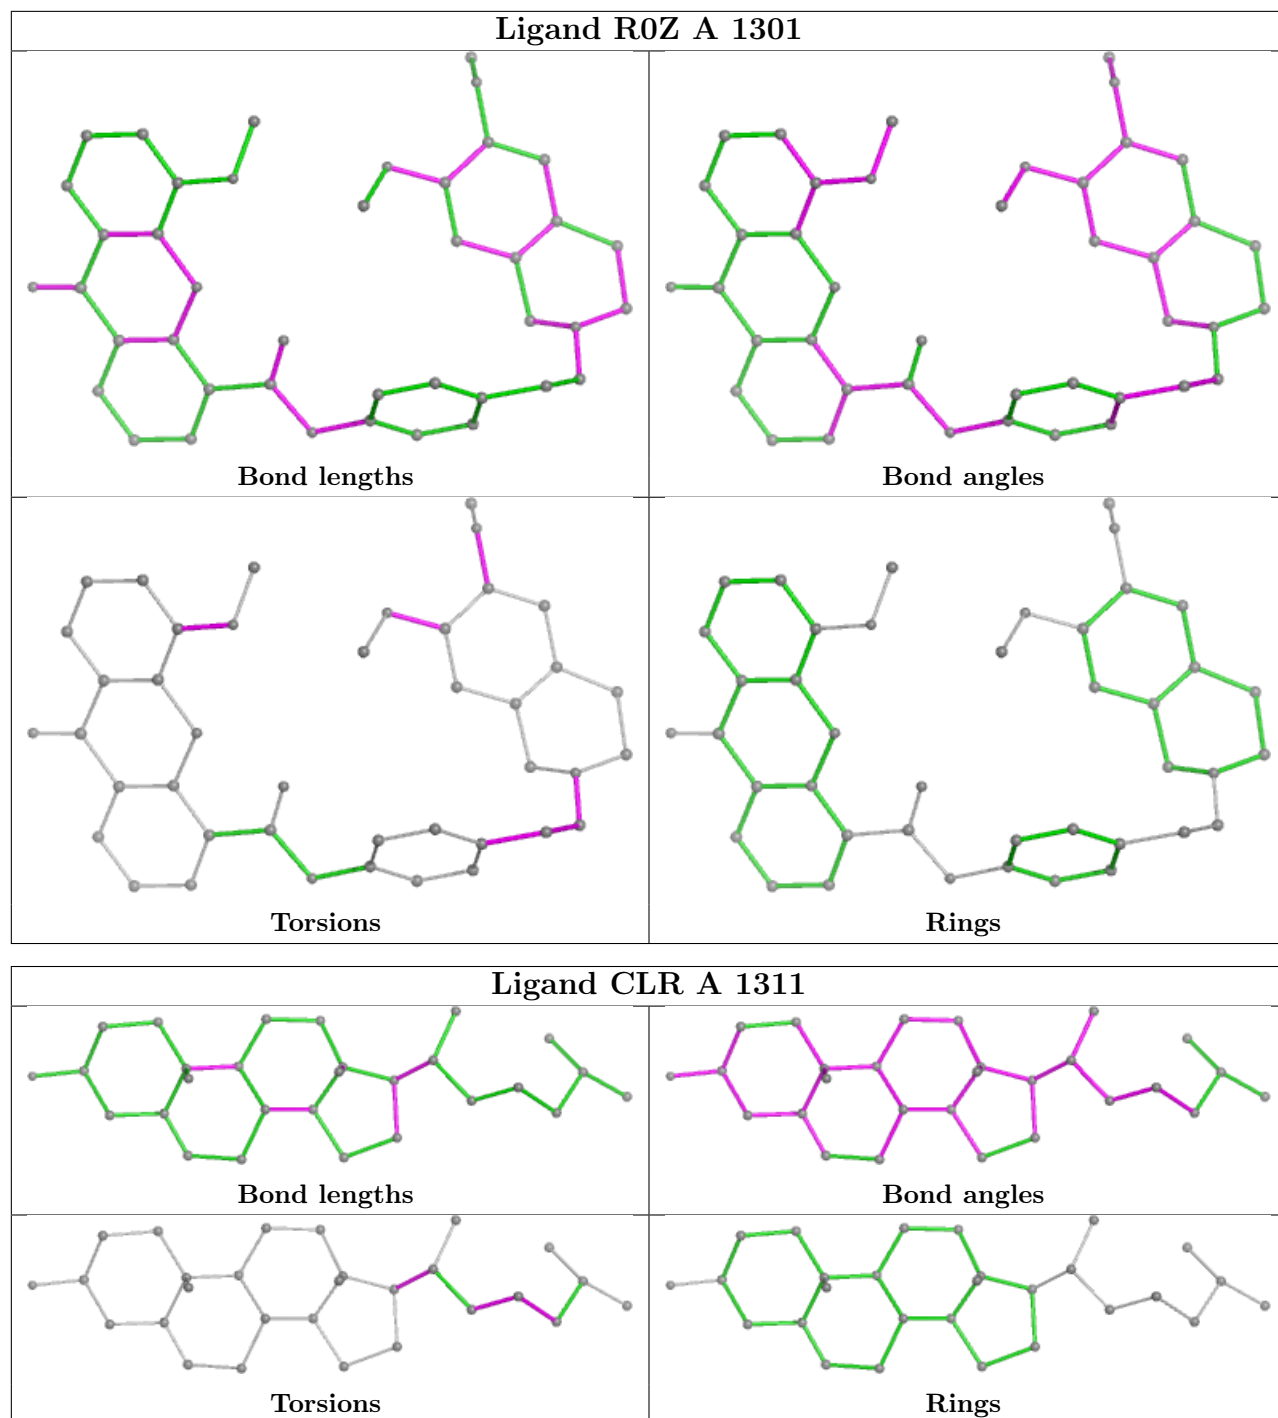 Ligand R0Z A 1301
Bond lengths
Bond angles
Torsions
Rings
Ligand CLR A 1311
Bond lengths
Bond angles
Torsions
Rings